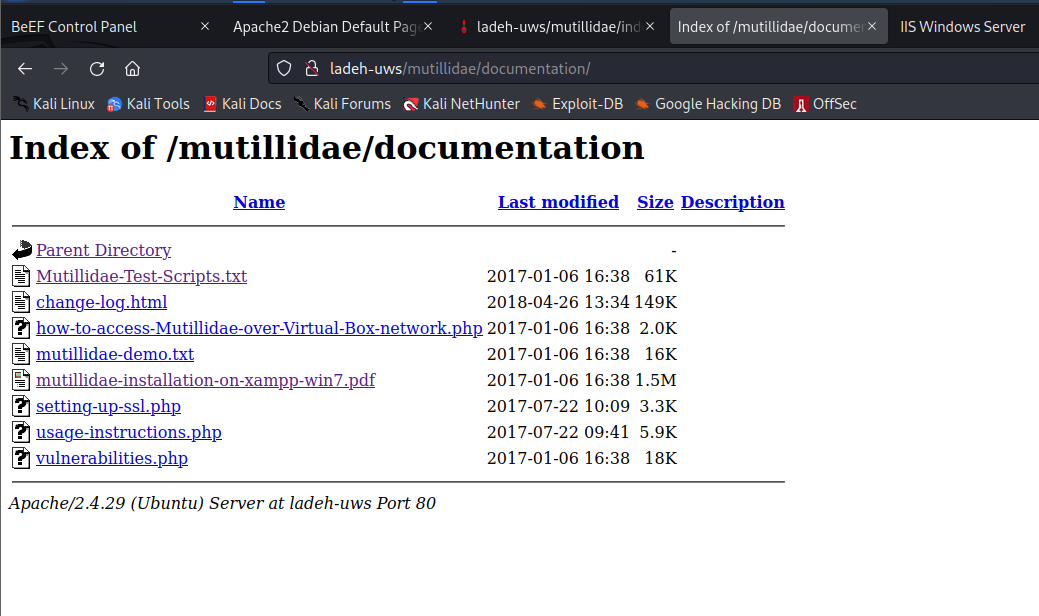 BeEF Control Panel × Apache2 Debian Default Pag × ladeh-uws/mutillidae/ind × Index of /mutillidae/documen × IIS Windows Server
ladeh-uws/mutillidae/documentation/
Kali Linux Kali Tools Kali Docs Kali Forums Kali NetHunter Exploit-DB Google Hacking DB OffSec
Index of /mutillidae/documentation
Name Last modified Size Description
Parent Directory -
Mutillidae-Test-Scripts.txt 2017-01-06 16:38 61K
change-log.html 2018-04-26 13:34 149K
how-to-access-Mutillidae-over-Virtual-Box-network.php 2017-01-06 16:38 2.0K
mutillidae-demo.txt 2017-01-06 16:38 16K
mutillidae-installation-on-xampp-win7.pdf 2017-01-06 16:38 1.5M
setting-up-ssl.php 2017-07-22 10:09 3.3K
usage-instructions.php 2017-07-22 09:41 5.9K
vulnerabilities.php 2017-01-06 16:38 18K
Apache/2.4.29 (Ubuntu) Server at ladeh-uws Port 80